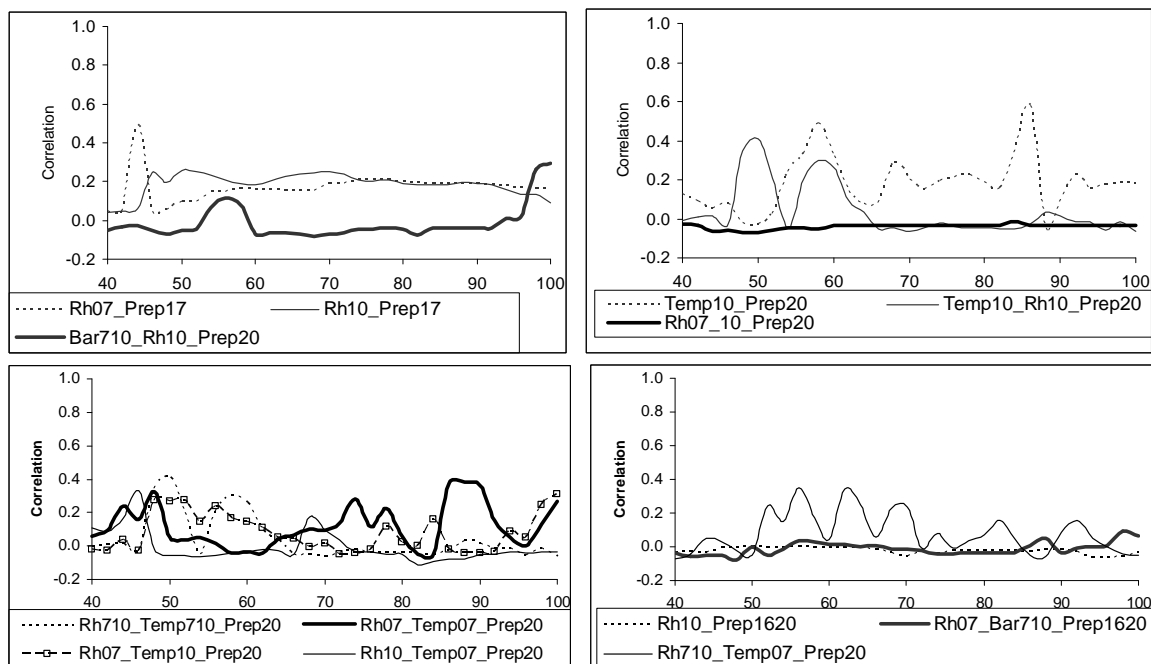 1.0
0.8
0.6
0.4
0.2
0.0
-0.2
Correlation
40 50 60 70 80 90 100
Rh07_Prep17 Rh10_Prep17
Bar710_Rh10_Prep20
1.0
0.8
0.6
0.4
0.2
0.0
-0.2
Correlation
40 50 60 70 80 90 100
Temp10_Prep20 Temp10_Rh10_Prep20
Rh07_10_Prep20
1.0
0.8
0.6
0.4
0.2
0.0
-0.2
Correlation
40 50 60 70 80 90 100
Rh710_Temp710_Prep20 Rh07_Temp07_Prep20
Rh07_Temp10_Prep20 Rh10_Temp07_Prep20
1.0
0.8
0.6
0.4
0.2
0.0
-0.2
Correlation
40 50 60 70 80 90 100
Rh10_Prep1620 Rh07_Bar710_Prep1620
Rh710_Temp07_Prep20